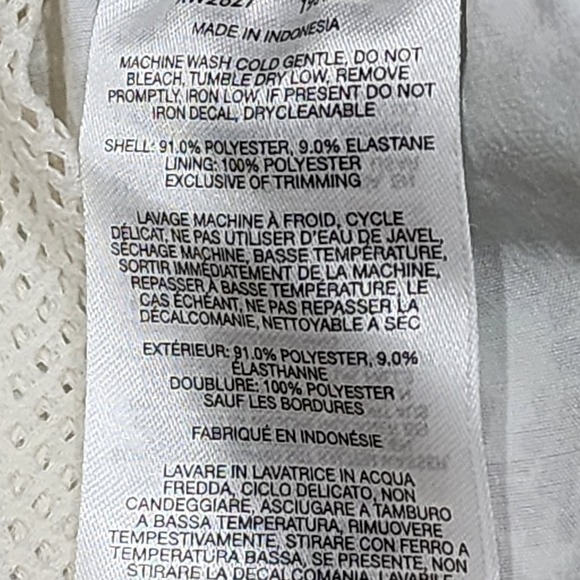 MADE IN INDONESIA
MACHINE WASH COLD GENTLE, DO NOT
BLEACH, TUMBLE DRY LOW, REMOVE
PROMPTLY, IRON LOW, IF PRESENT DO NOT
IRON DECAL, DRYCLEANABLE
SHELL: 91.0% POLYESTER, 9.0% ELASTANE
LINING: 100% POLYESTER
EXCLUSIVE OF TRIMMING
LAVAGE MACHINE À FROID, CYCLE
DÉLICAT, NE PAS UTILISER D'EAU DE JAVEL,
SÉCHAGE MACHINE, BASSE TEMPÉRATURE,
SORTIR IMMÉDIATEMENT DE LA MACHINE,
REPASSER À BASSE TEMPÉRATURE, LE
CAS ÉCHÉANT, NE PAS REPASSER LA
DÉCALCOMANIE, NETTOYABLE À SEC
EXTÉRIEUR: 91.0% POLYESTER, 9.0%
ÉLASTHANNE
DOUBLURE: 100% POLYESTER
SAUF LES BORDURES
FABRIQUÉ EN INDONÉSIE
LAVARE IN LAVATRICE IN ACQUA
FREDDA, CICLO DELICATO, NON
CANDEGGIARE, ASCIUGARE A TAMBURO
A BASSA TEMPERATURA, RIMUOVERE
TEMPESTIVAMENTE, STIRARE CON FERRO A
TEMPERATURA BASSA, SE PRESENTE, NON
STIRARE LA DECALCOMANIA, LAVABILE